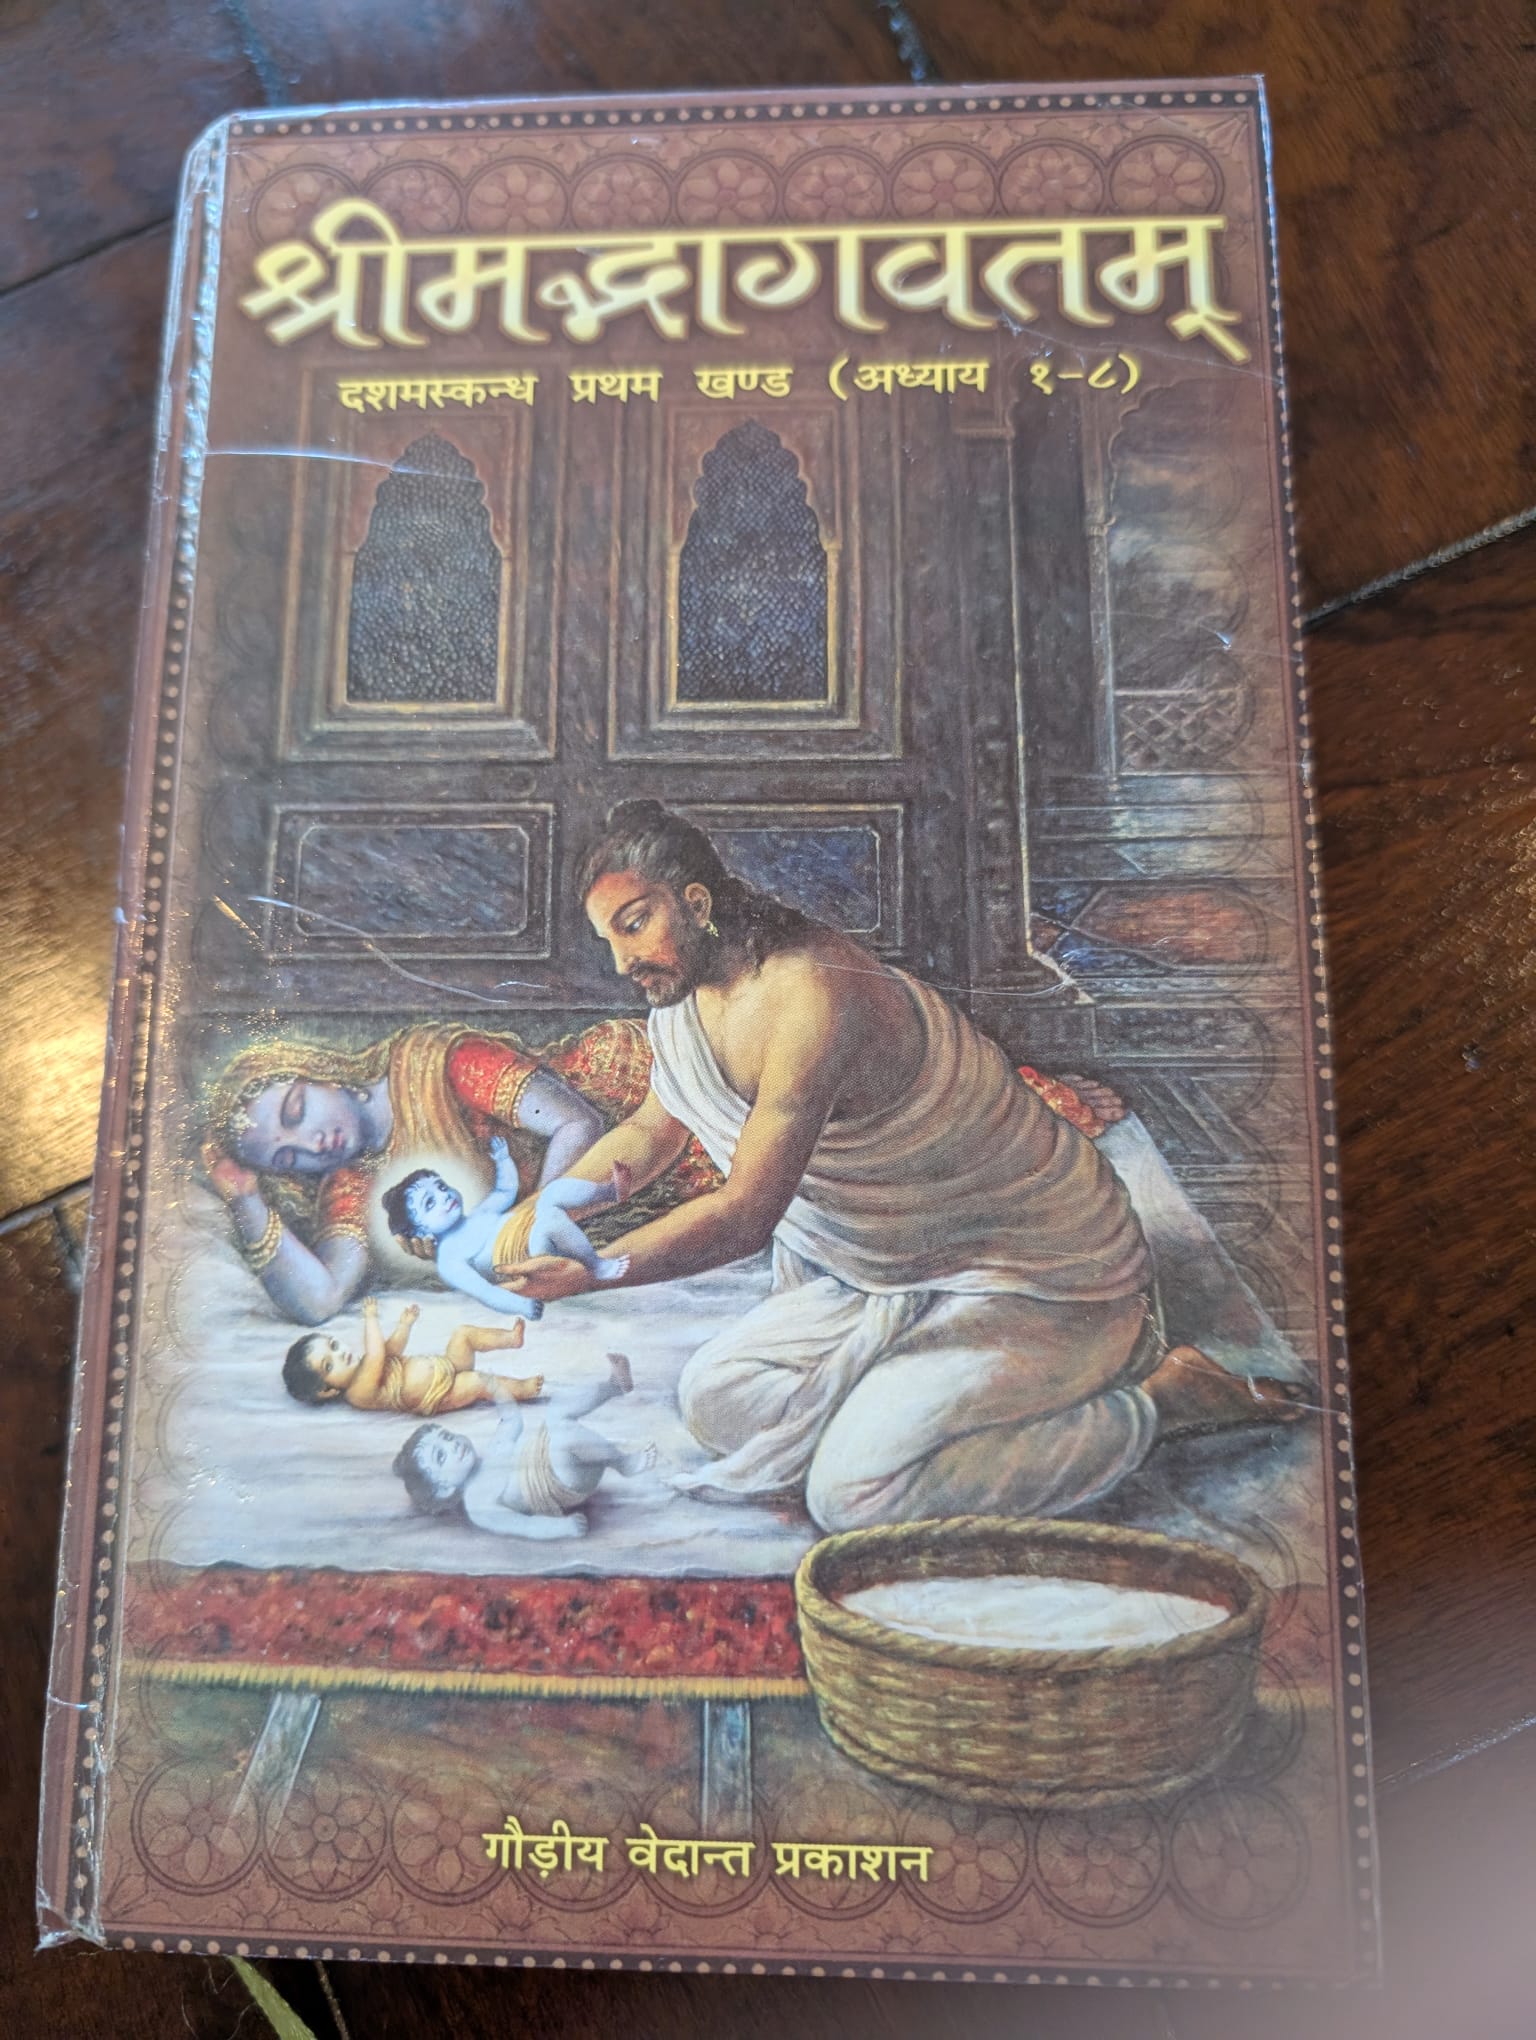 श्रीमद्भागवतम्
दशमस्कन्ध प्रथम खण्ड (अध्याय १-८)
गौड़ीय वेदान्त प्रकाशन